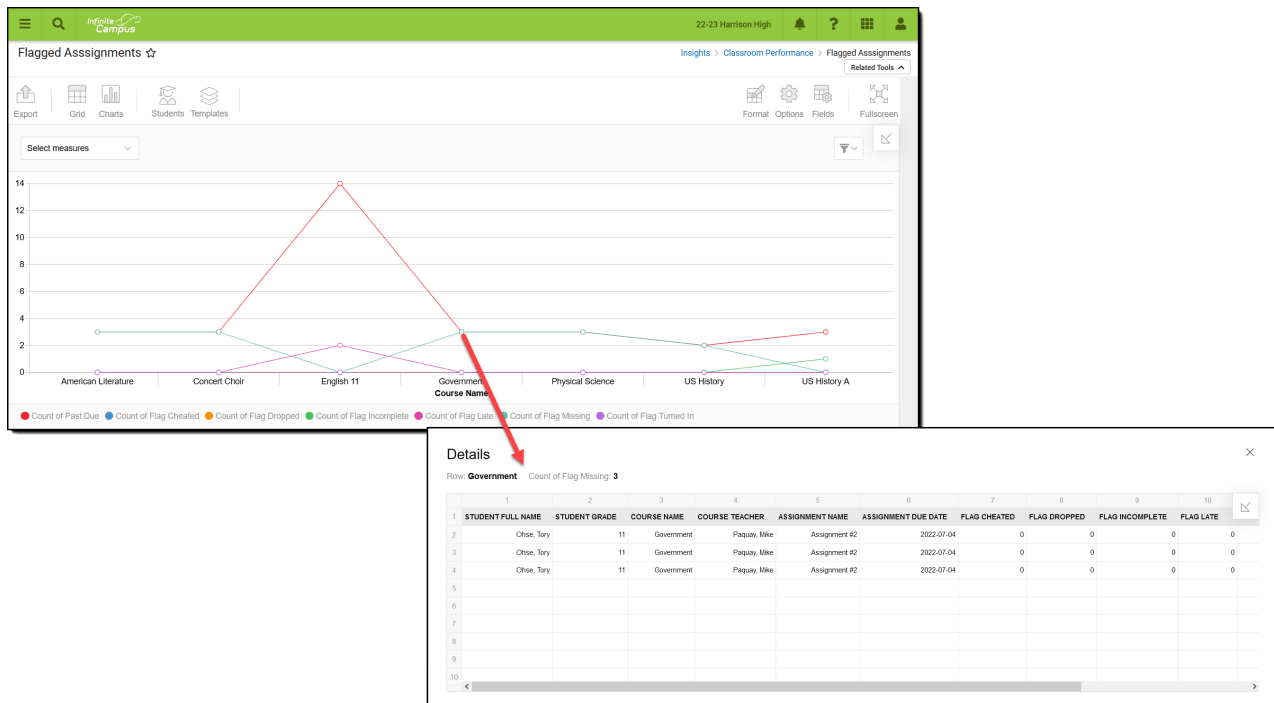 Infinite Campus 22-23 Harrison High ?
Flagged Asssignments Insights > Classroom Performance > Flagged Asssignments
Related Tools
Export Grid Charts Students Templates Format Options Fields Fullscreen
Select measures
14
12
10
8
6
4
2
0
American Literature Concert Choir English 11 Government Physical Science US History US History A
Course Name
Count of Past Due Count of Flag Cheated Count of Flag Dropped Count of Flag Incomplete Count of Flag Late Count of Flag Missing Count of Flag Turned In
Details
Row: Government Count of Flag Missing: 3
1 2 3 4 5 6 7 8 9 10
1 STUDENT FULL NAME STUDENT GRADE COURSE NAME COURSE TEACHER ASSIGNMENT NAME ASSIGNMENT DUE DATE FLAG CHEATED FLAG DROPPED FLAG INCOMPLETE FLAG LATE
2 Ohse, Tory 11 Government Paquay, Mike Assignment #2 2022-07-04 0 0 0 0
3 Ohse, Tory 11 Government Paquay, Mike Assignment #2 2022-07-04 0 0 0 0
4 Ohse, Tory 11 Government Paquay, Mike Assignment #2 2022-07-04 0 0 0 0
5
6
7
8
9
10